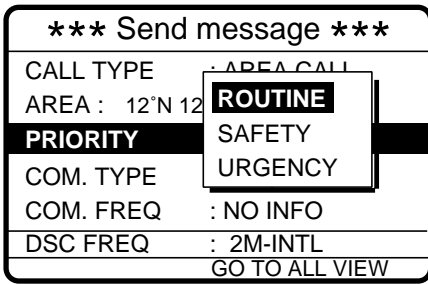 *** Send message ***
CALL TYPE : AREA CALL
AREA : 12°N 12
ROUTINE
PRIORITY
SAFETY
COM. TYPE
URGENCY
COM. FREQ : NO INFO
DSC FREQ : 2M-INTL
GO TO ALL VIEW